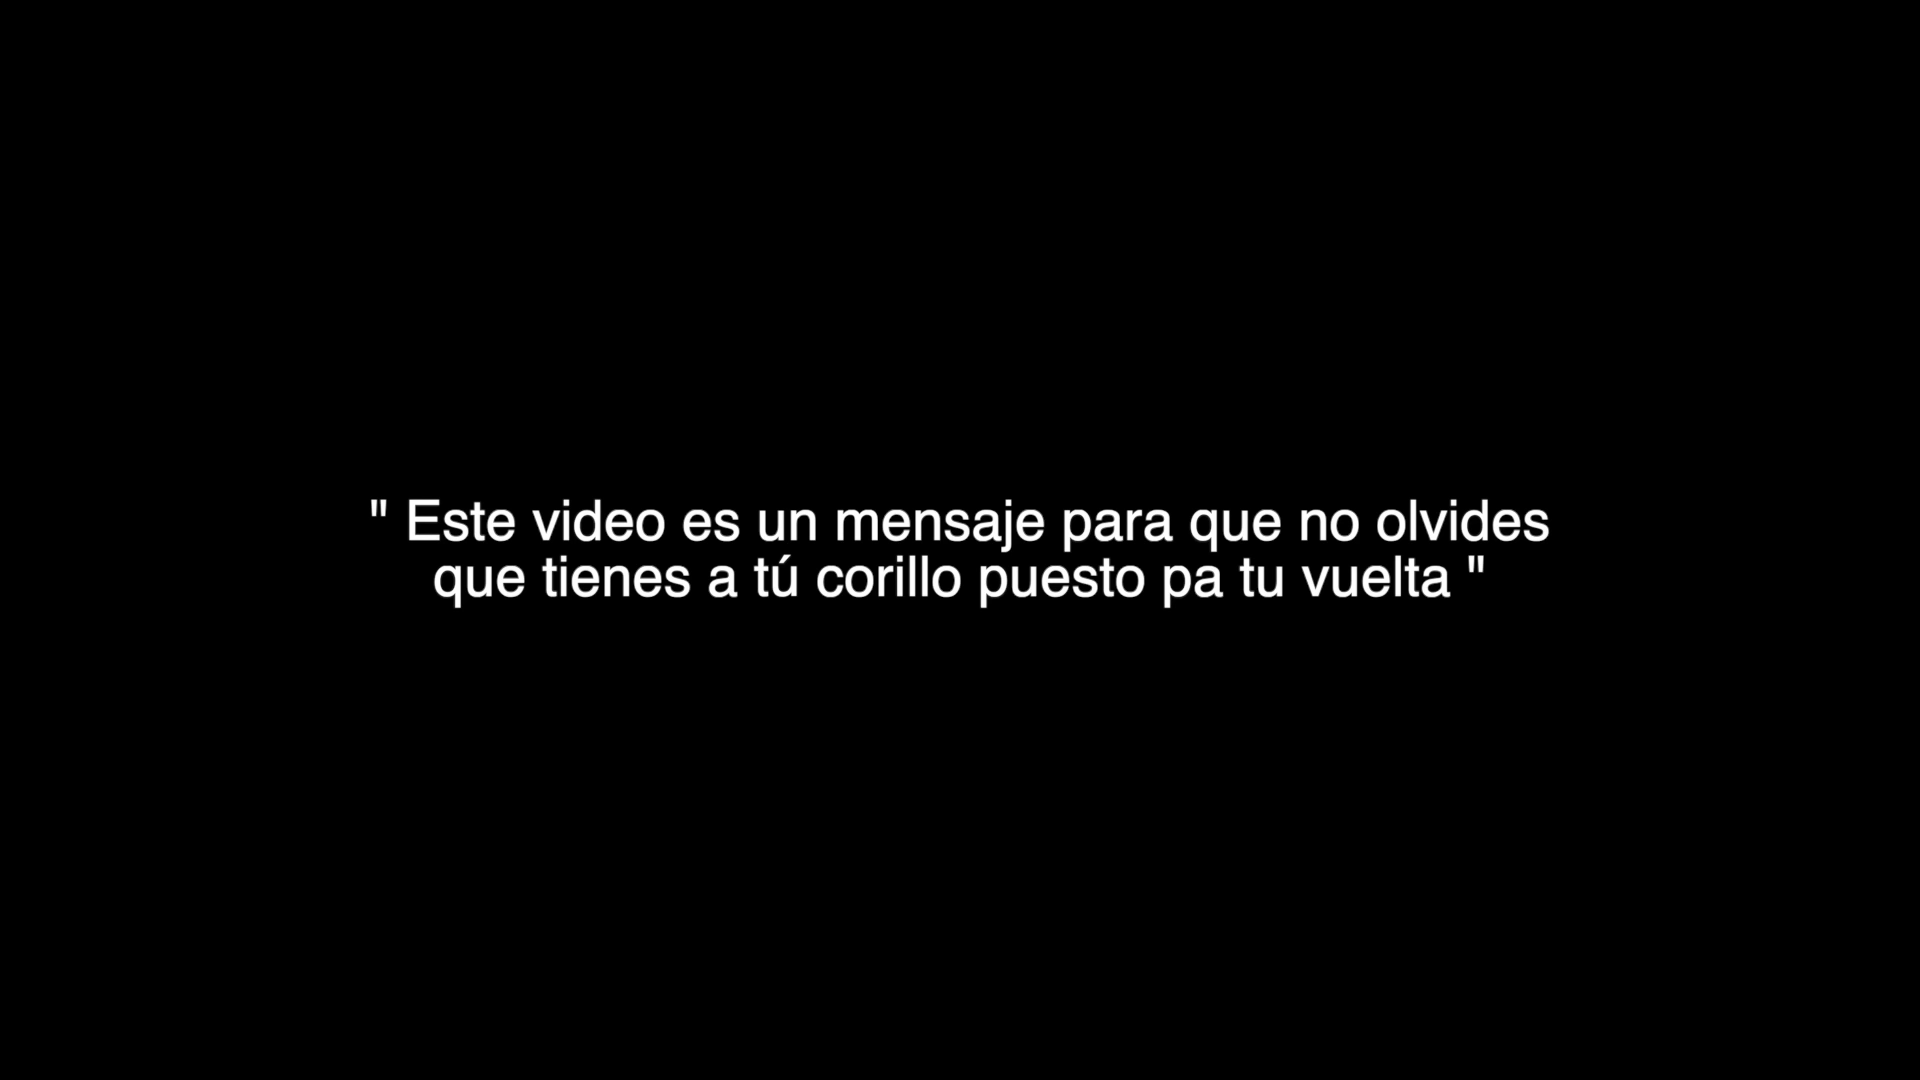 " Este video es un mensaje para que no olvides
que tienes a tú corillo puesto pa tu vuelta "